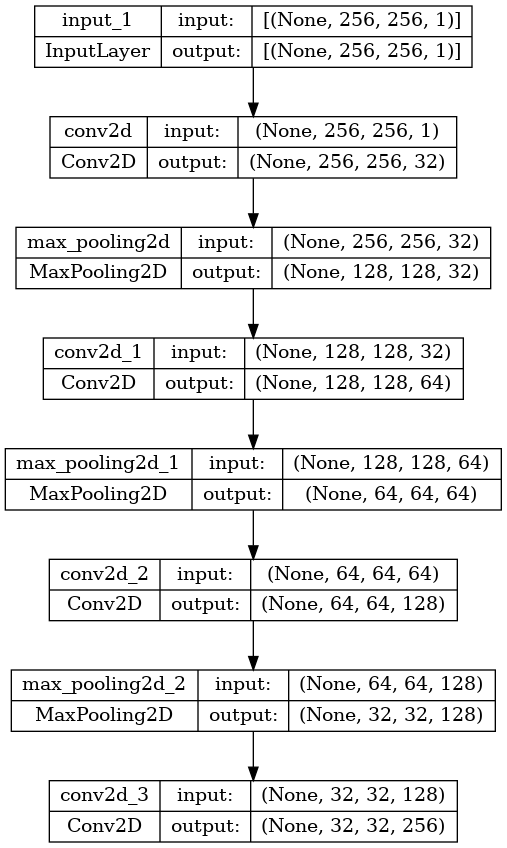 input_1 input: [(None, 256, 256, 1)]
InputLayer output: [(None, 256, 256, 1)]
conv2d input: (None, 256, 256, 1)
Conv2D output: (None, 256, 256, 32)
max_pooling2d input: (None, 256, 256, 32)
MaxPooling2D output: (None, 128, 128, 32)
conv2d_1 input: (None, 128, 128, 32)
Conv2D output: (None, 128, 128, 64)
max_pooling2d_1 input: (None, 128, 128, 64)
MaxPooling2D output: (None, 64, 64, 64)
conv2d_2 input: (None, 64, 64, 64)
Conv2D output: (None, 64, 64, 128)
max_pooling2d_2 input: (None, 64, 64, 128)
MaxPooling2D output: (None, 32, 32, 128)
conv2d_3 input: (None, 32, 32, 128)
Conv2D output: (None, 32, 32, 256)